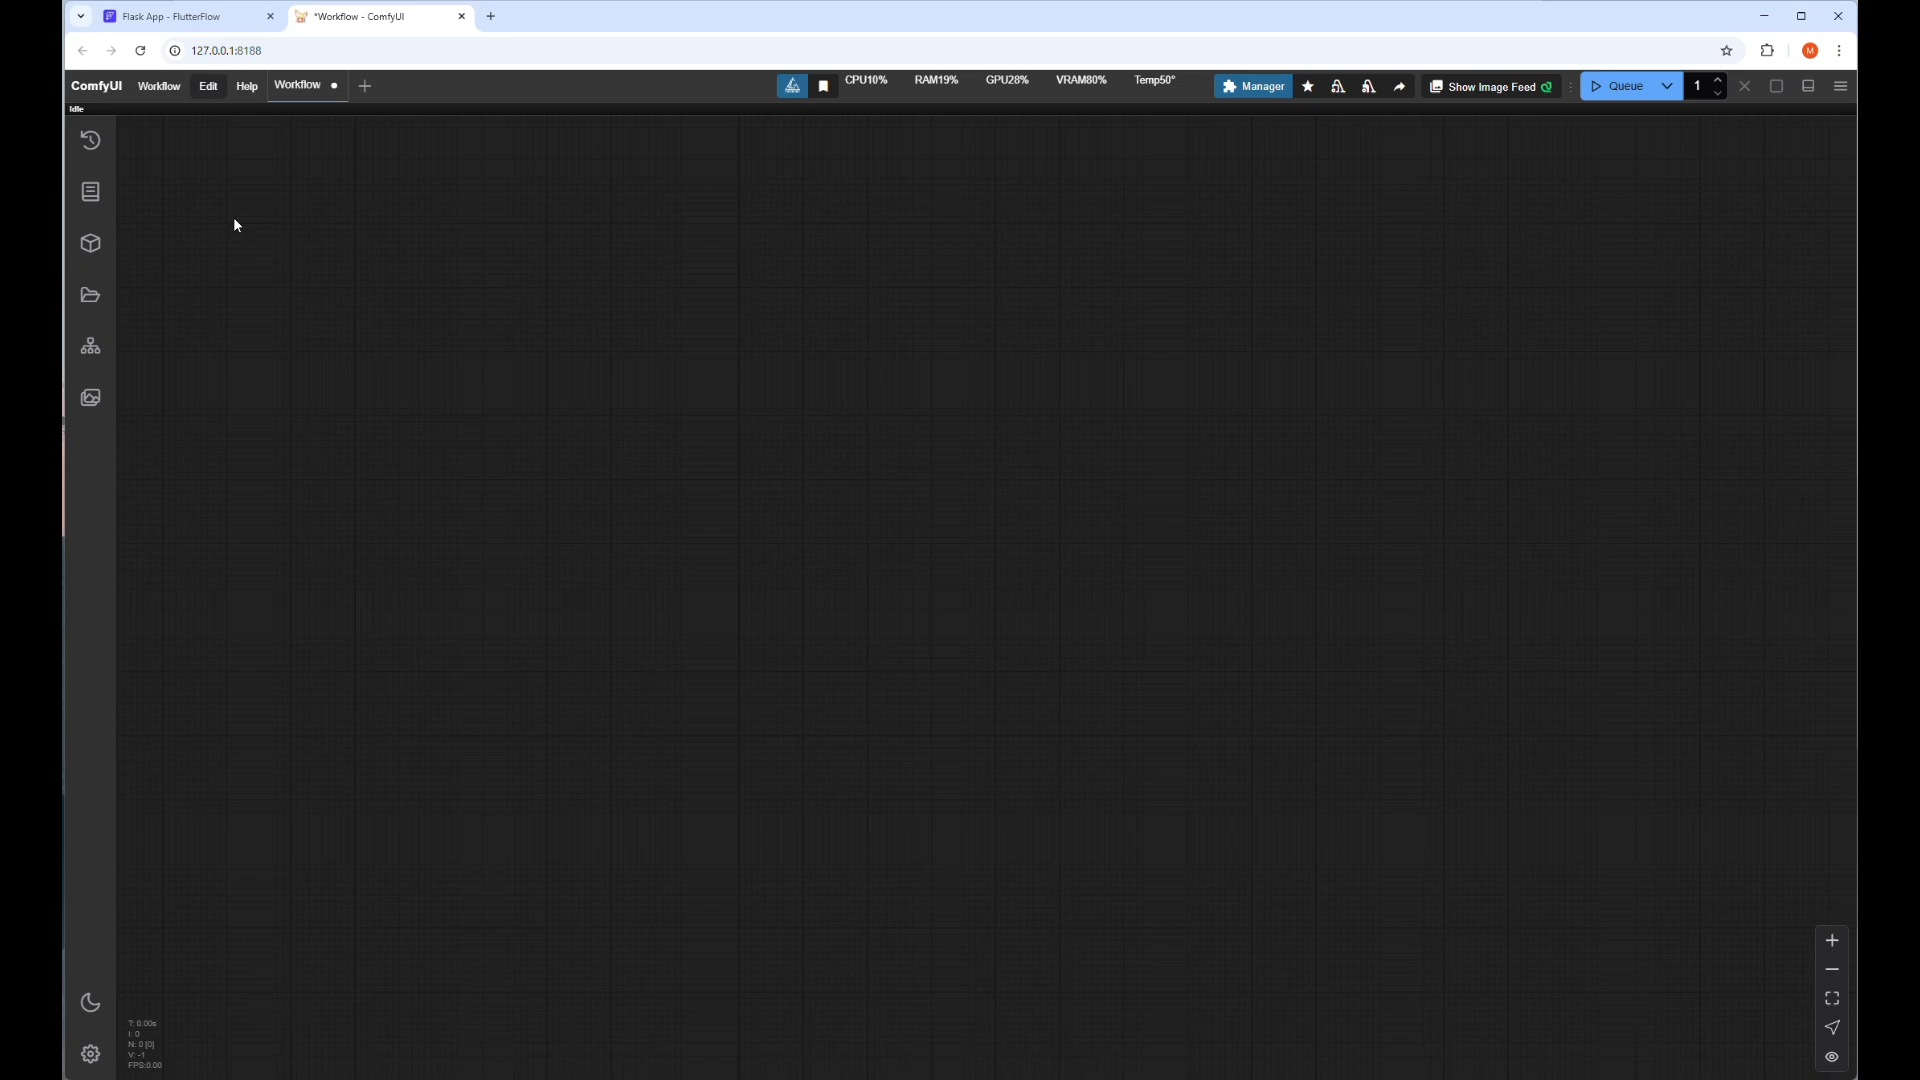 Flask App - FlutterFlow
*Workflow - ComfyUI
127.0.0.1:8188
M
ComfyUI Workflow Edit Help Workflow
CPU10% RAM19% GPU28% VRAM80% Temp50°
Manager
Show Image Feed
Queue
1
Idle
T: 0.00s
I: 0
N: 0 [0]
V: -1
FPS:0.00